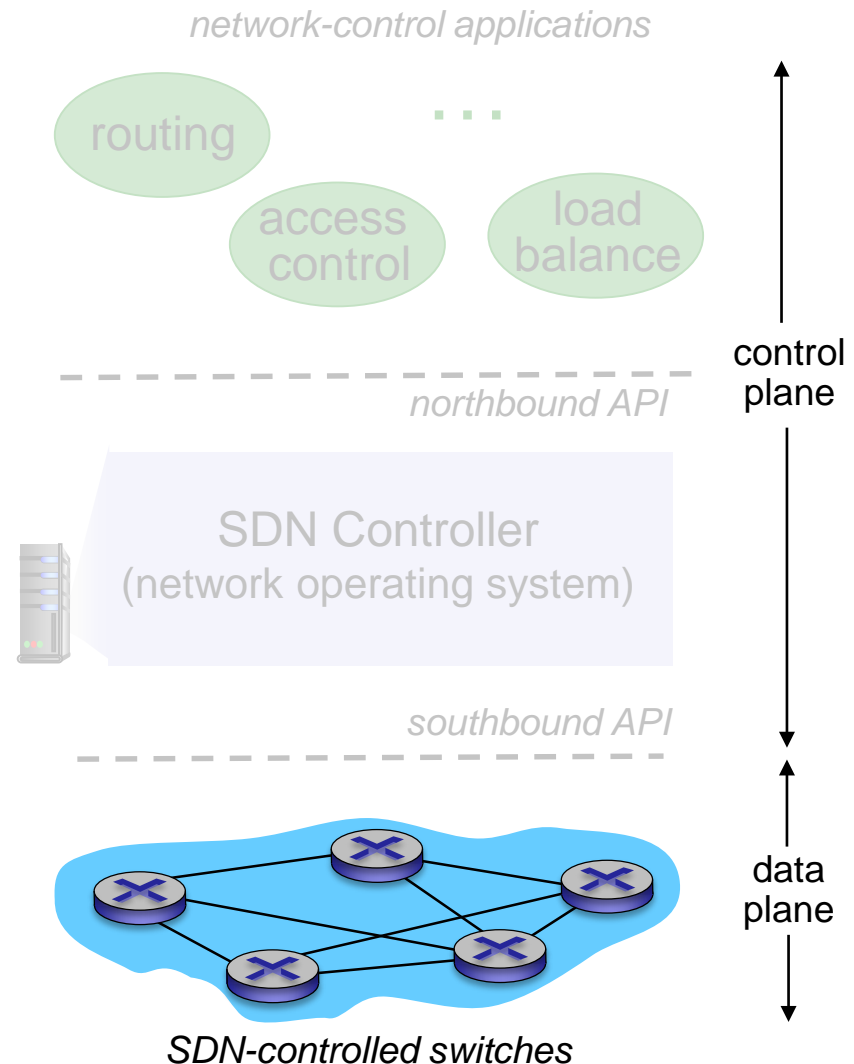 network-control applications
routing
...
access
control
load
balance
control
plane
northbound API
SDN Controller
(network operating system)
southbound API
data
plane
SDN-controlled switches